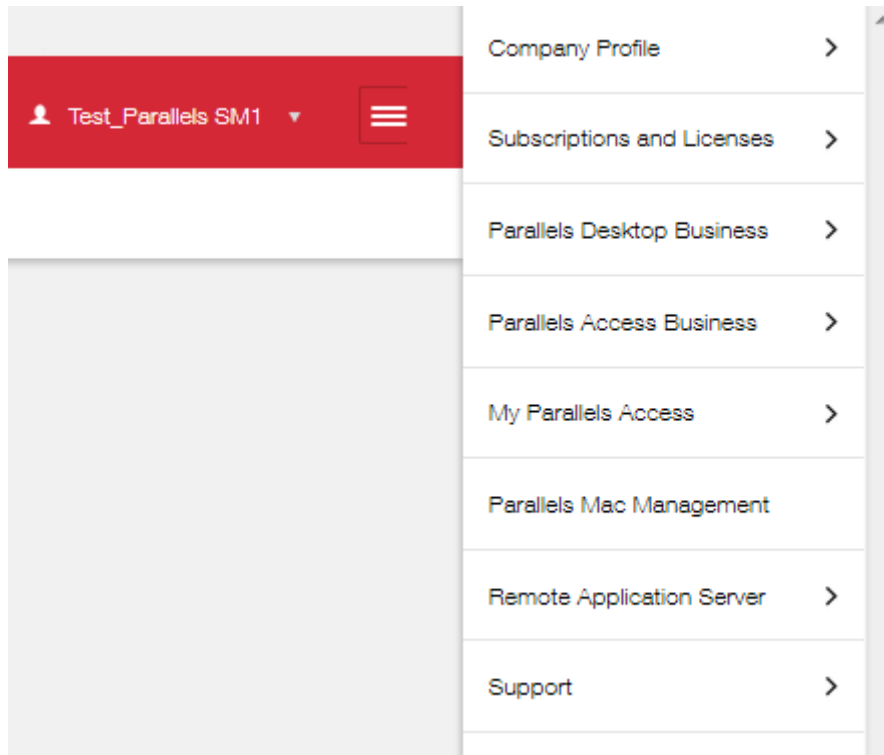 Test_Parallels SM1
Company Profile
Subscriptions and Licenses
Parallels Desktop Business
Parallels Access Business
My Parallels Access
Parallels Mac Management
Remote Application Server
Support